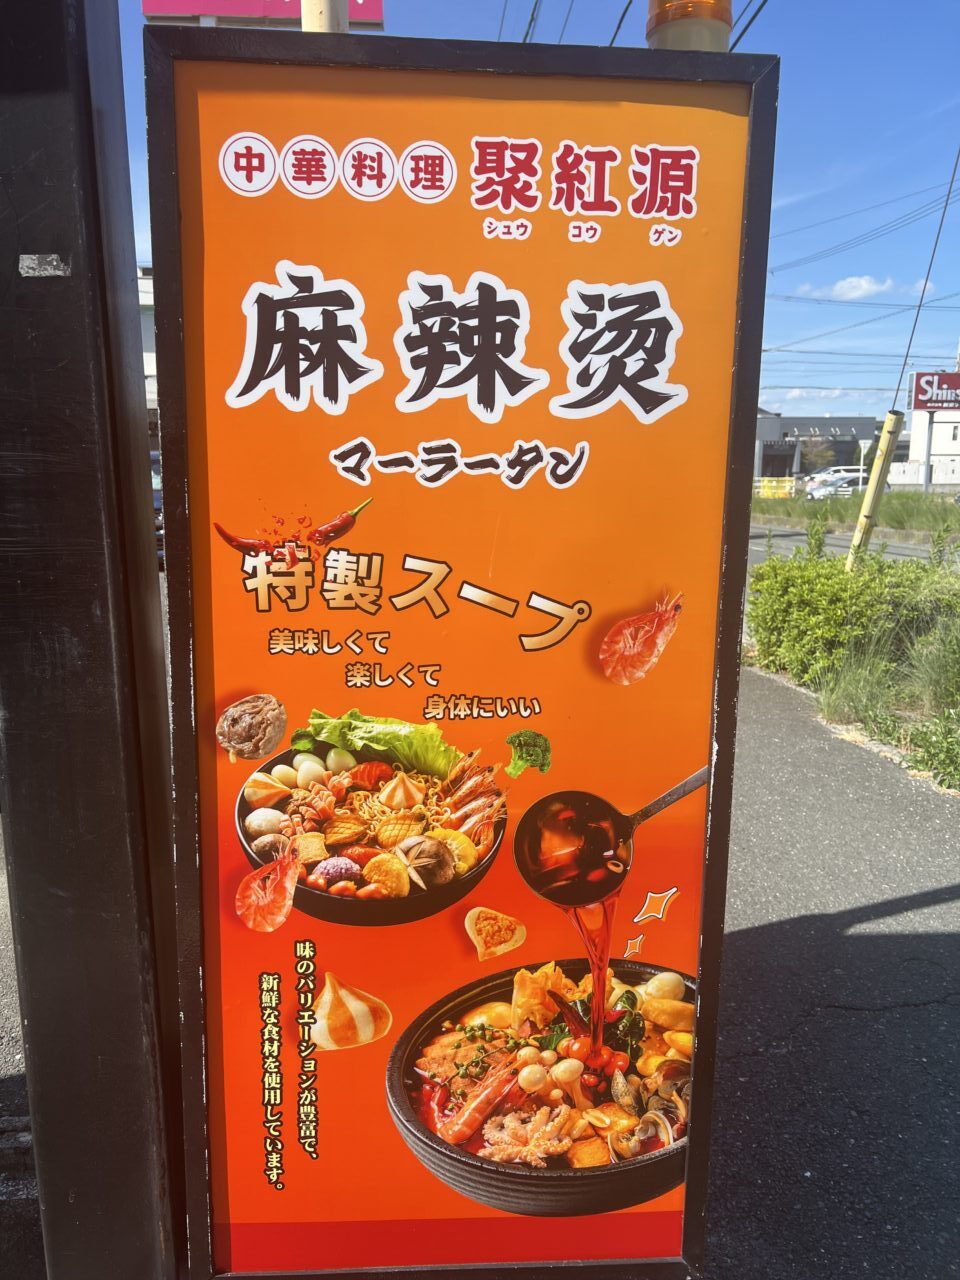 中華料理 聚紅源
シュウ コウ ゲン
麻辣烫
マーラータン
特製スープ
美味しくて
楽しくて
身体にいい
味のバリエーションが豊富で、
新鮮な食材を使用しています。